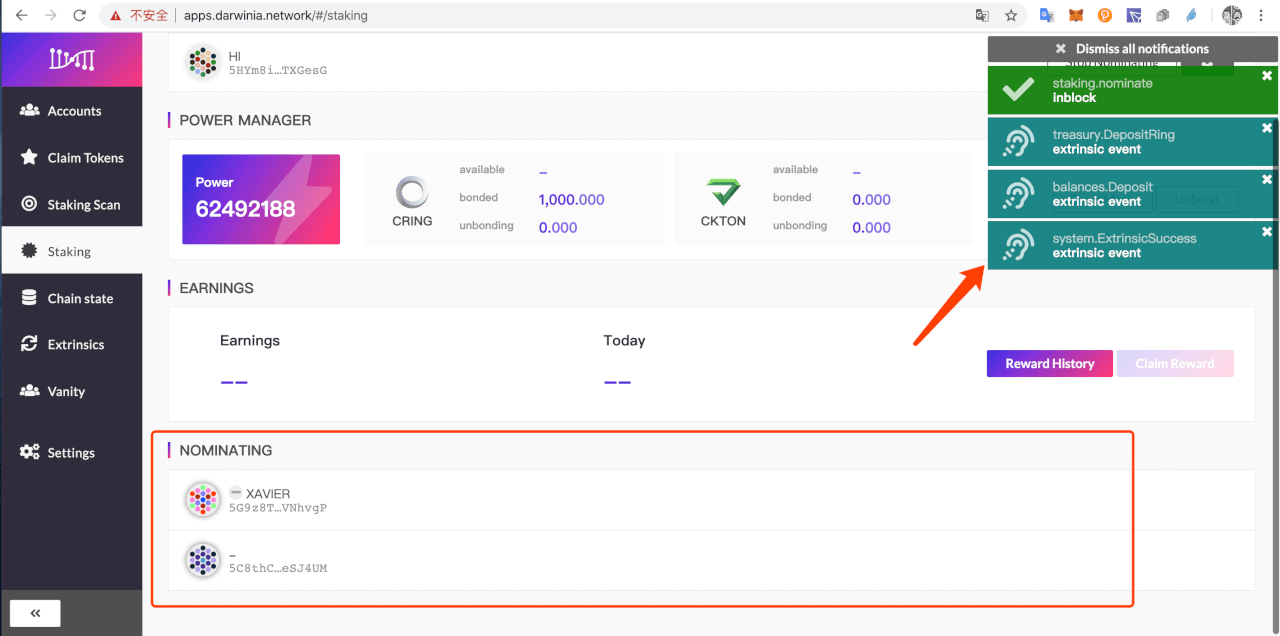 不安全 apps.darwinia.network/#/staking
HI
5HYm8i...TXGesG
Dismiss all notifications
Stop Nominating
staking.nominate
inblock
treasury.DepositRing
extrinsic event
balances.Deposit
extrinsic event
Unbond
system.ExtrinsicSuccess
extrinsic event
Accounts
Claim Tokens
Staking Scan
Staking
Chain state
Extrinsics
Vanity
Settings
«
POWER MANAGER
Power
62492188
CRING
available –
bonded 1,000.000
unbonding 0.000
CKTON
available –
bonded 0.000
unbonding 0.000
EARNINGS
Earnings
––
Today
––
Reward History
Claim Reward
NOMINATING
XAVIER
5G9z8T...VNhvgP
–
5C8thC...eSJ4UM